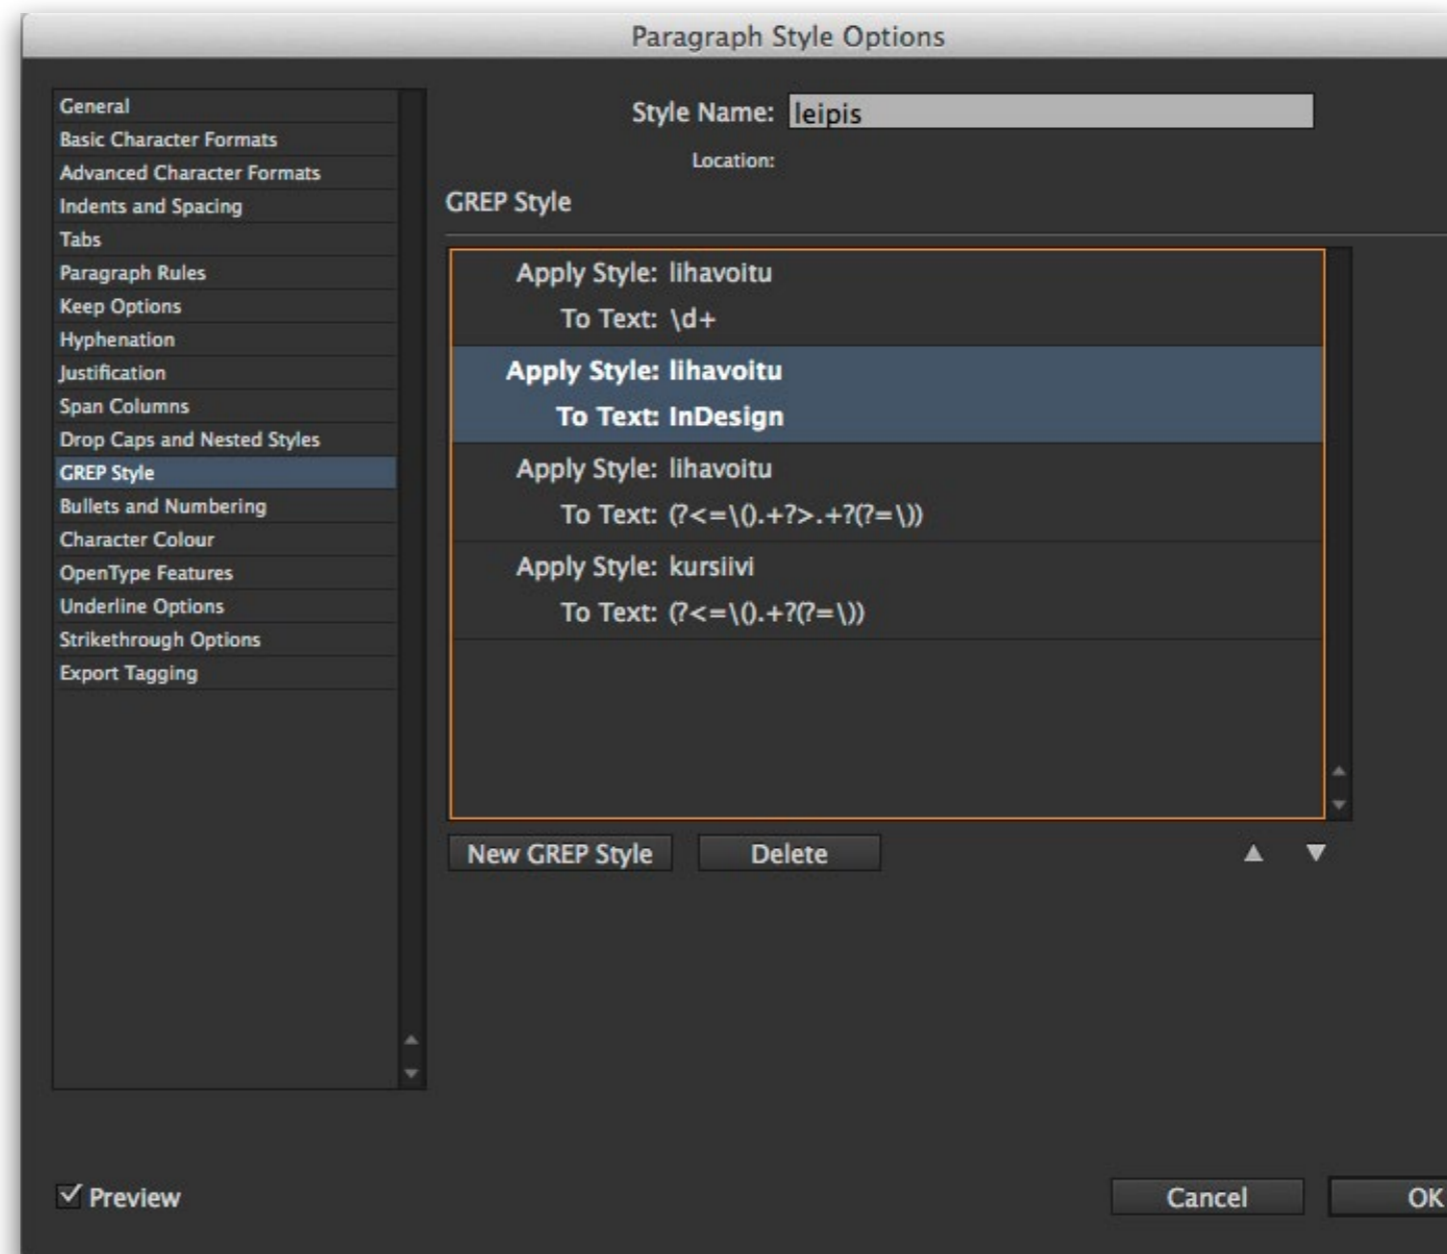 Paragraph Style Options
General
Basic Character Formats
Advanced Character Formats
Indents and Spacing
Tabs
Paragraph Rules
Keep Options
Hyphenation
Justification
Span Columns
Drop Caps and Nested Styles
GREP Style
Bullets and Numbering
Character Colour
OpenType Features
Underline Options
Strikethrough Options
Export Tagging
Style Name: leipis
Location:
GREP Style
Apply Style: lihavoitu
To Text: \d+
Apply Style: lihavoitu
To Text: InDesign
Apply Style: lihavoitu
To Text: (?<=\().+?>.+?(?=\))
Apply Style: kursiivi
To Text: (?<=\().+?(?=\))
New GREP Style
Delete
Preview
Cancel
OK